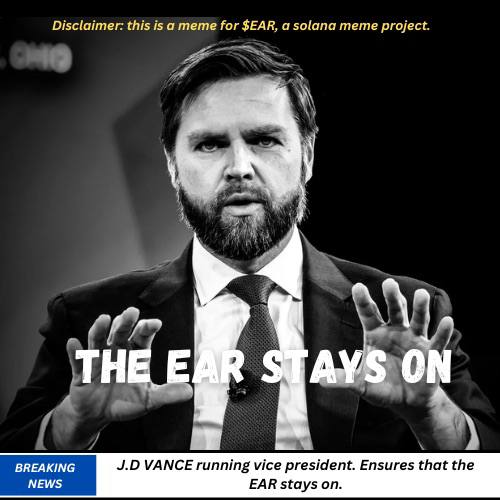 Disclaimer: this is a meme for $EAR, a solana meme project.
. OHIO
THE EAR STAYS ON
BREAKING
NEWS
J.D VANCE running vice president. Ensures that the
EAR stays on.